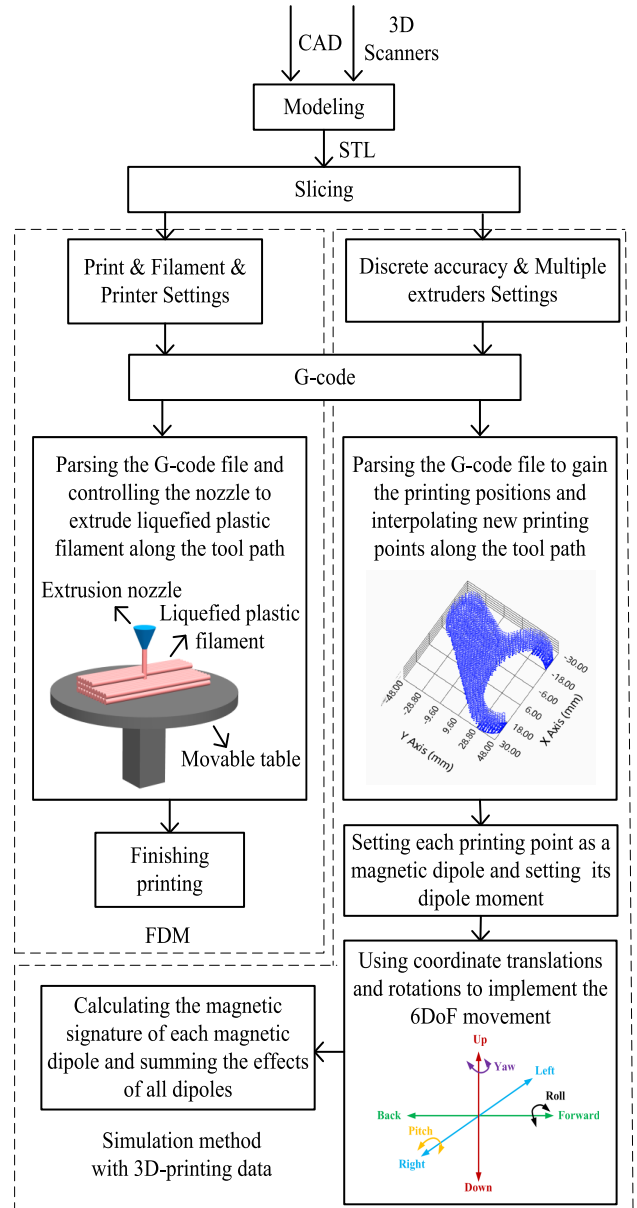 CAD
3D
Scanners
Modeling
STL
Slicing
Print & Filament &
Printer Settings
Discrete accuracy & Multiple
extruders Settings
G-code
Parsing the G-code file and
controlling the nozzle to
extrude liquefied plastic
filament along the tool path
Extrusion nozzle
Liquefied plastic
filament
Movable table
Parsing the G-code file to gain
the printing positions and
interpolating new printing
points along the tool path
-48.00
-28.80
-9.60
9.60
28.80
48.00
Y Axis (mm)
-30.00
-18.00
-6.00
6.00
18.00
30.00
X Axis (mm)
Finishing
printing
FDM
Setting each printing point as a
magnetic dipole and setting its
dipole moment
Using coordinate translations
and rotations to implement the
6DoF movement
Up
Yaw
Left
Roll
Back
Forward
Pitch
Right
Down
Calculating the magnetic
signature of each magnetic
dipole and summing the effects
of all dipoles
Simulation method
with 3D-printing data